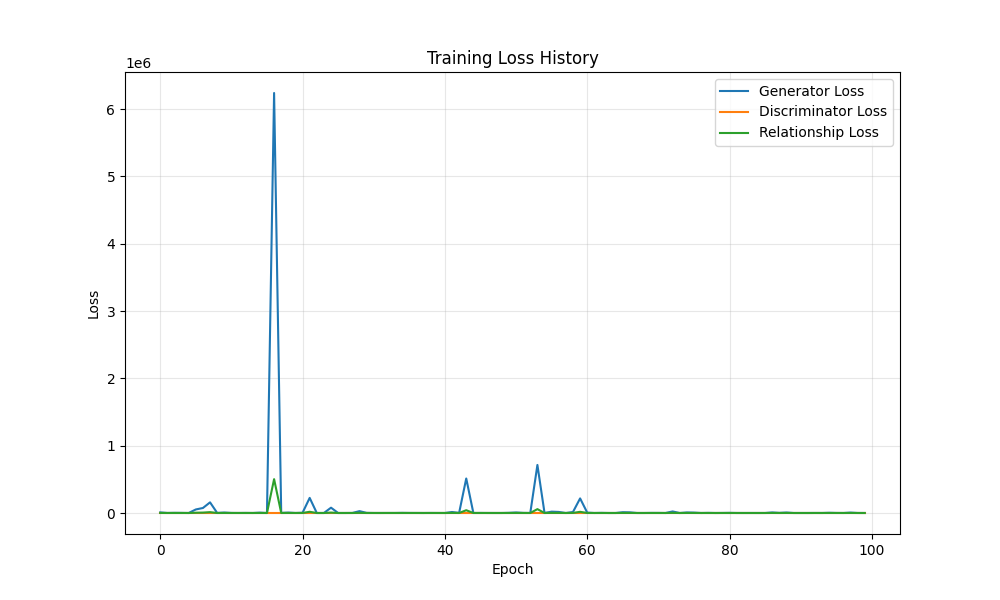 Training Loss History
1e6
Generator Loss
Discriminator Loss
Relationship Loss
6
5
4
3
2
1
0
Loss
0 20 40 60 80 100
Epoch